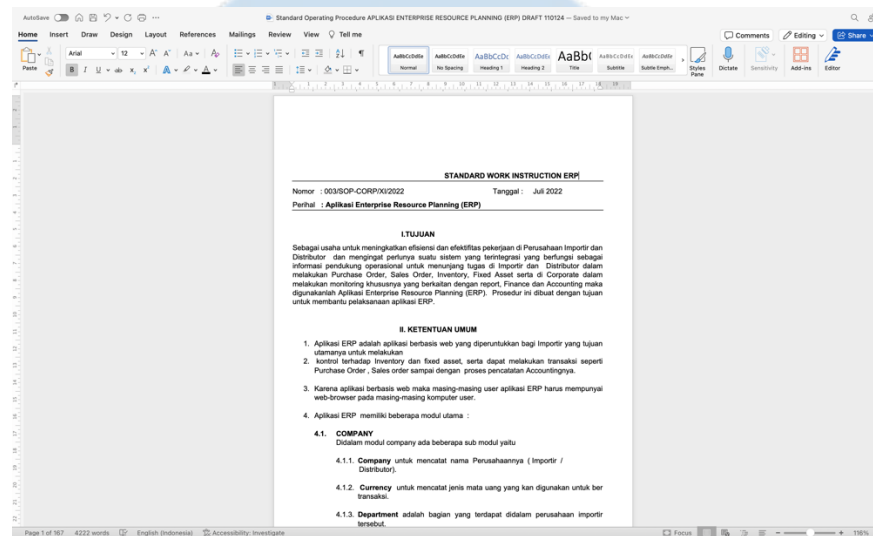 AutoSave
Standard Operating Procedure APLIKASI ENTERPRISE RESOURCE PLANNING (ERP) DRAFT 110124 — Saved to my Mac
Home Insert Draw Design Layout References Mailings Review View Tell me
Comments Editing Share
Paste
Arial 12
AaBbCcDdEe Normal
AaBbCcDdEe No Spacing
AaBbCcDc Heading 1
AaBbCcDdEe Heading 2
AaBb( Title
AaBbCcDdEe Subtitle
AaBbCcDdEe Subtle Emph...
Styles Pane
Dictate
Sensitivity
Add-ins
Editor
STANDARD WORK INSTRUCTION ERP
Nomor : 003/SOP-CORP/XI/2022 Tanggal : Juli 2022
Perihal : Aplikasi Enterprise Resource Planning (ERP)
I.TUJUAN
Sebagai usaha untuk meningkatkan efisiensi dan efektifitas pekerjaan di Perusahaan Importir dan
Distributor dan mengingat perlunya suatu sistem yang terintegrasi yang berfungsi sebagai
informasi pendukung operasional untuk menunjang tugas di Importir dan Distributor dalam
melakukan Purchase Order, Sales Order, Inventory, Fixed Asset serta di Corporate dalam
melakukan monitoring khususnya yang berkaitan dengan report, Finance dan Accounting maka
digunakanlah Aplikasi Enterprise Resource Planning (ERP). Prosedur ini dibuat dengan tujuan
untuk membantu pelaksanaan aplikasi ERP.
II. KETENTUAN UMUM
1. Aplikasi ERP adalah aplikasi berbasis web yang diperuntukkan bagi Importir yang tujuan
utamanya untuk melakukan
2. kontrol terhadap Inventory dan fixed asset, serta dapat melakukan transaksi seperti
Purchase Order , Sales order sampai dengan proses pencatatan Accountingnya.
3. Karena aplikasi berbasis web maka masing-masing user aplikasi ERP harus mempunyai
web-browser pada masing-masing komputer user.
4. Aplikasi ERP memiliki beberapa modul utama :
4.1. COMPANY
Didalam modul company ada beberapa sub modul yaitu
4.1.1. Company untuk mencatat nama Perusahaannya ( Importir /
Distributor).
4.1.2. Currency untuk mencatat jenis mata uang yang kan digunakan untuk ber
transaksi.
4.1.3. Department adalah bagian yang terdapat didalam perusahaan importir
tersebut.
Page 1 of 167 4222 words English (Indonesia) Accessibility: Investigate Focus 116%